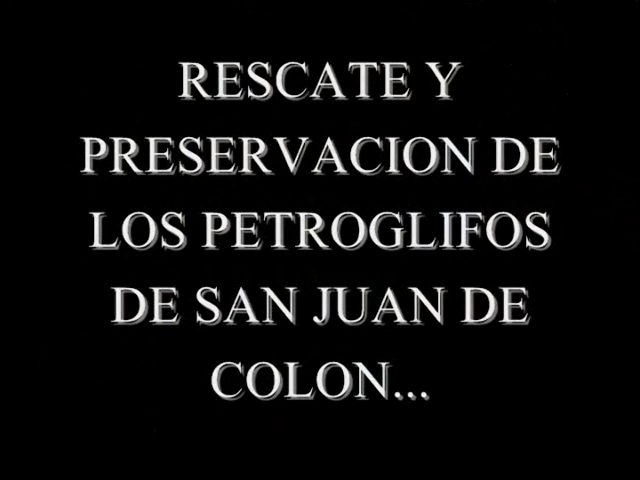 RESCATE Y
PRESERVACION DE
LOS PETROGLIFOS
DE SAN JUAN DE
COLON...